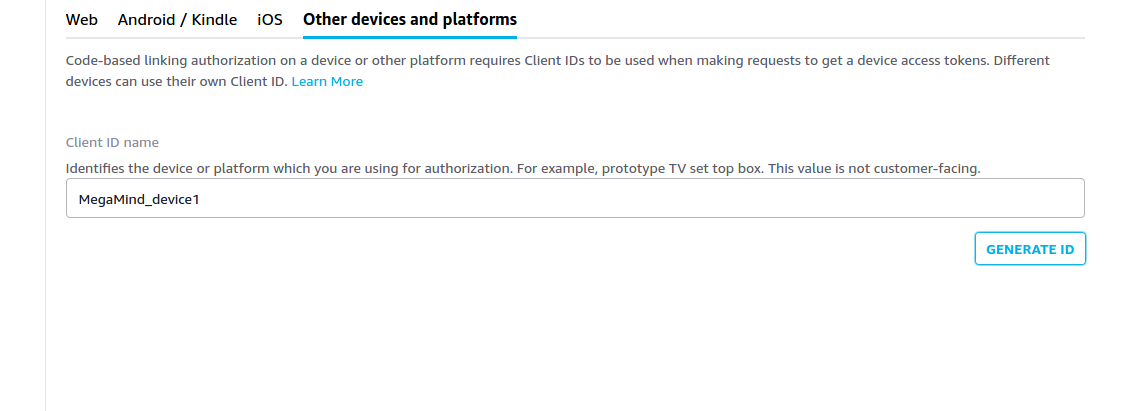 Web Android / Kindle iOS Other devices and platforms
Code-based linking authorization on a device or other platform requires Client IDs to be used when making requests to get a device access tokens. Different
devices can use their own Client ID. Learn More
Client ID name
Identifies the device or platform which you are using for authorization. For example, prototype TV set top box. This value is not customer-facing.
MegaMind_device1
GENERATE ID